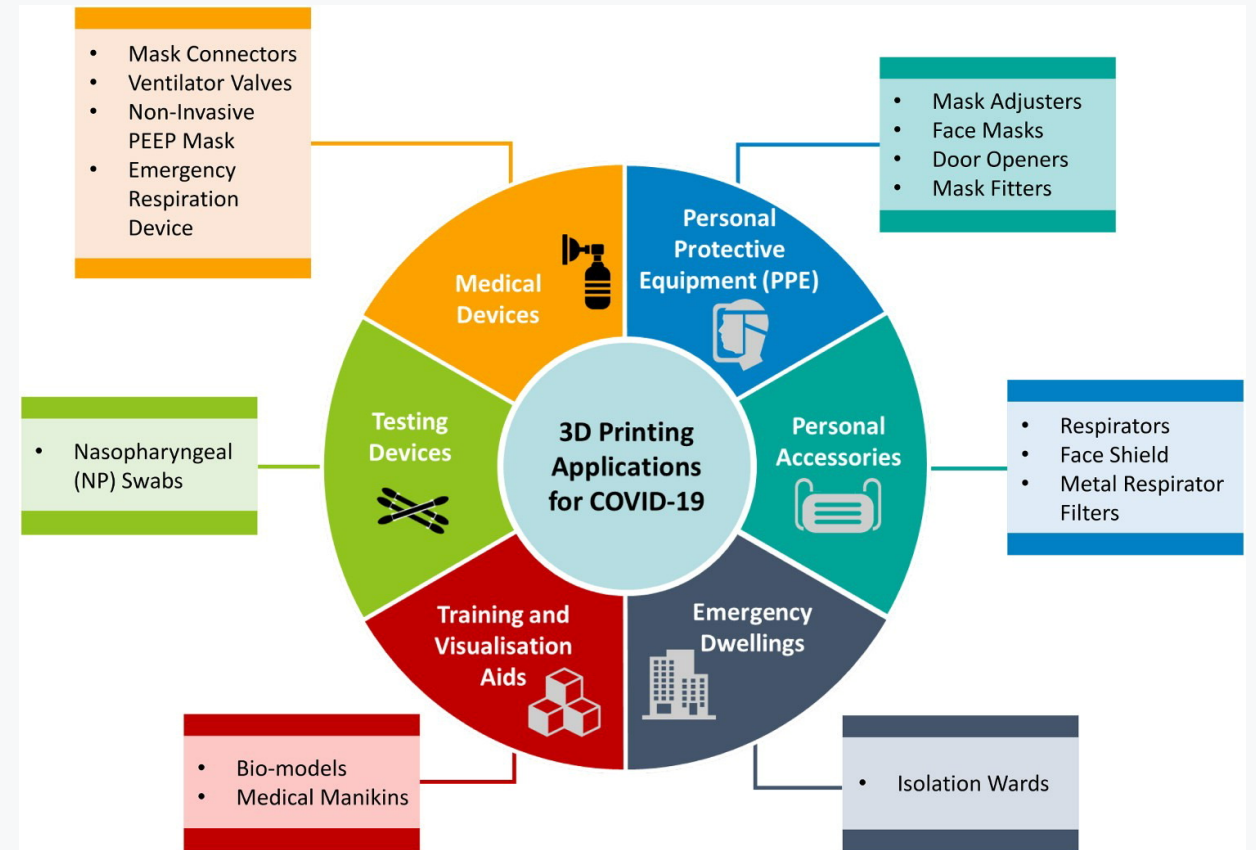 • Mask Connectors
• Ventilator Valves
• Non-Invasive
PEEP Mask
• Emergency
Respiration
Device
• Mask Adjusters
• Face Masks
• Door Openers
• Mask Fitters
Medical
Devices
Personal
Protective
Equipment (PPE)
Testing
Devices
3D Printing
Applications
for COVID-19
Personal
Accessories
• Nasopharyngeal
(NP) Swabs
• Respirators
• Face Shield
• Metal Respirator
Filters
Training and
Visualisation
Aids
Emergency
Dwellings
• Bio-models
• Medical Manikins
• Isolation Wards